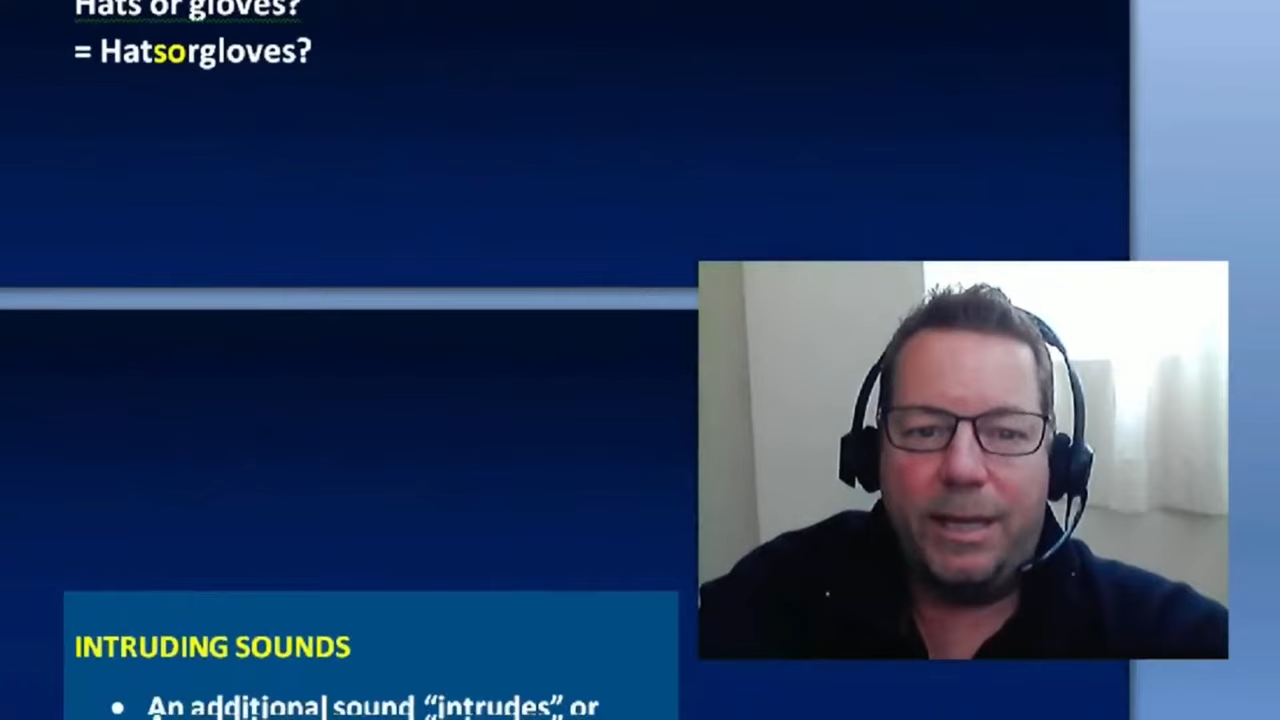 Hats or gloves?
= Hatsorgloves?
INTRUDING SOUNDS
• An additional sound “intrudes” or